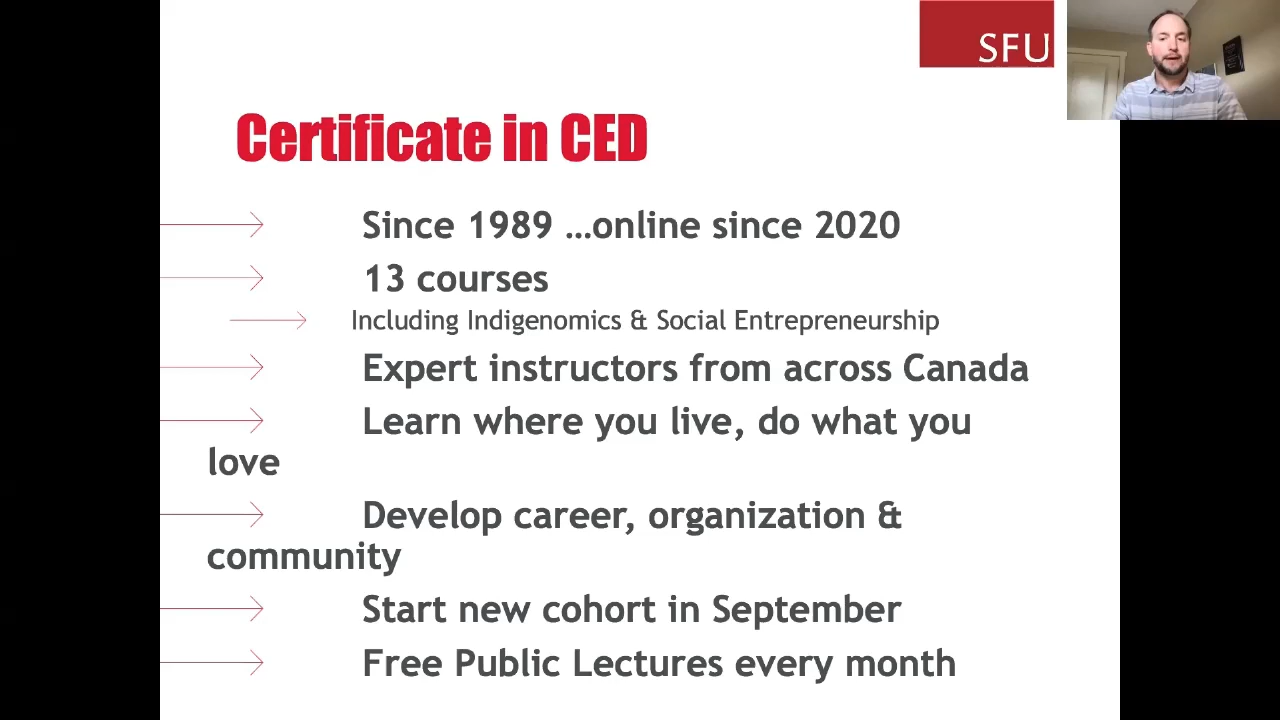 SFU
Certificate in CED
Since 1989 ...online since 2020
13 courses
Including Indigenomics & Social Entrepreneurship
Expert instructors from across Canada
Learn where you live, do what you
love
Develop career, organization &
community
Start new cohort in September
Free Public Lectures every month